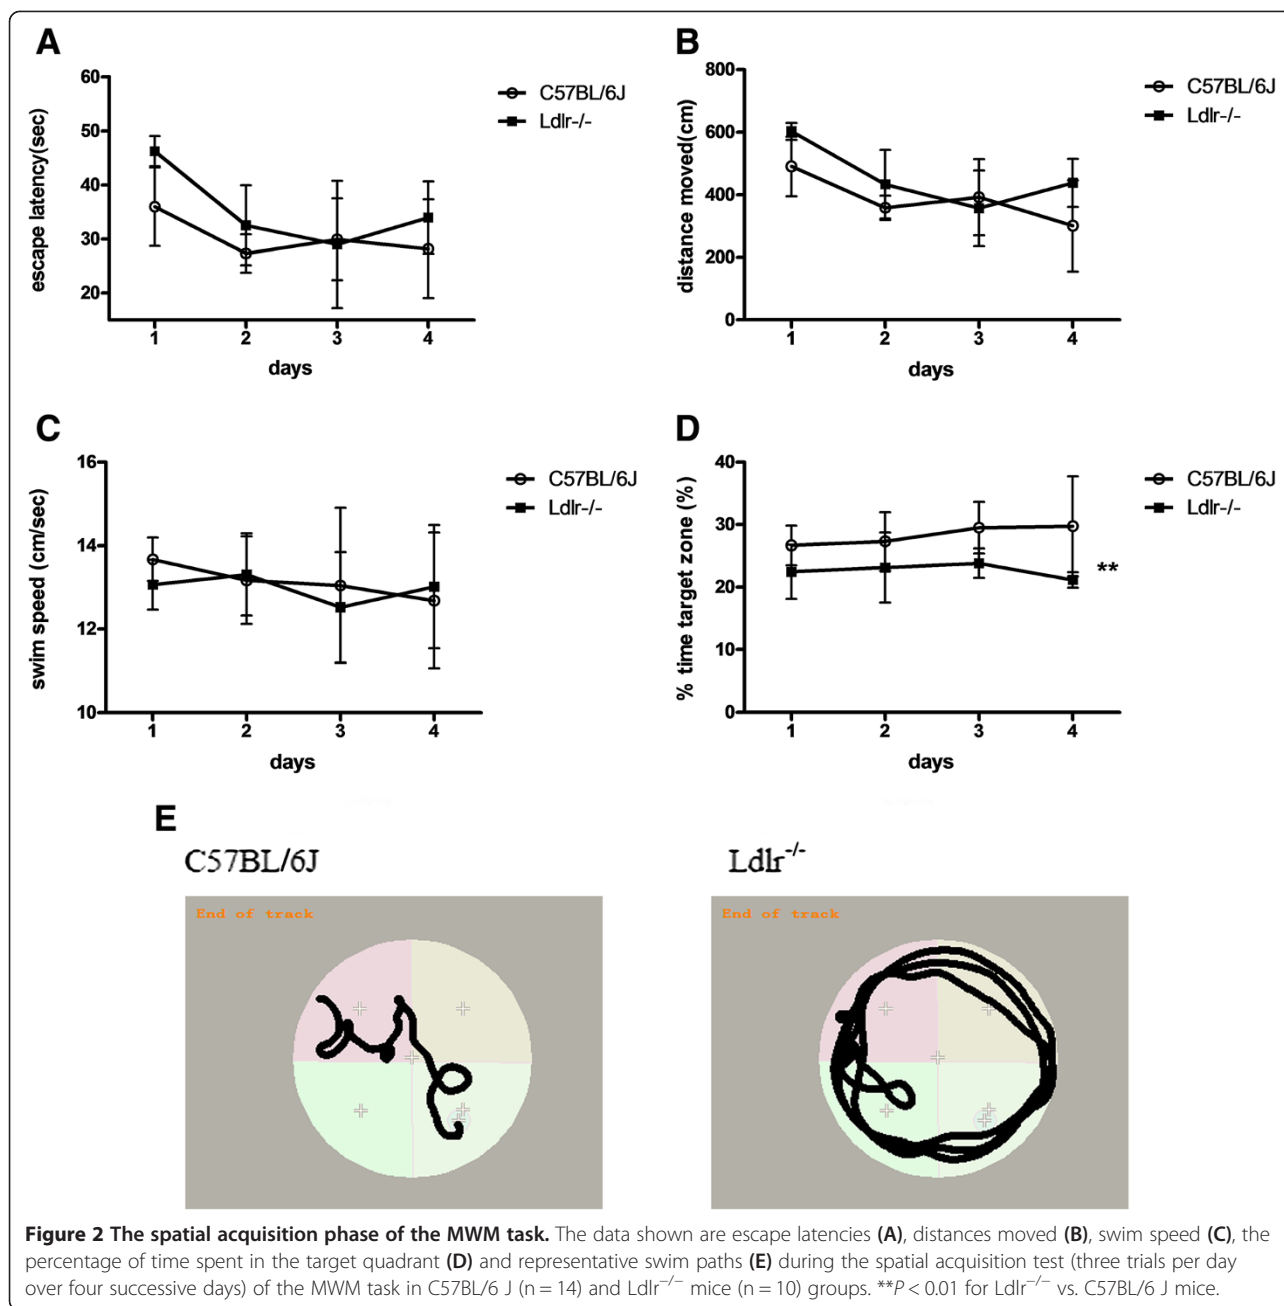 A
60
50
40
30
20
escape latency(sec)
1 2 3 4
days
C57BL/6J
Ldlr-/-
B
800
600
400
200
0
distance moved(cm)
1 2 3 4
days
C57BL/6J
Ldlr-/-
C
16
14
12
10
swim speed (cm/sec)
1 2 3 4
days
C57BL/6J
Ldlr-/-
D
40
30
20
10
0
% time target zone (%)
1 2 3 4
days
C57BL/6J
Ldlr-/-
**
E
C57BL/6J
Ldlr⁻/⁻
End of track
End of track
Figure 2 The spatial acquisition phase of the MWM task. The data shown are escape latencies (A), distances moved (B), swim speed (C), the
percentage of time spent in the target quadrant (D) and representative swim paths (E) during the spatial acquisition test (three trials per day
over four successive days) of the MWM task in C57BL/6 J (n = 14) and Ldlr⁻/⁻ mice (n = 10) groups. **P < 0.01 for Ldlr⁻/⁻ vs. C57BL/6 J mice.